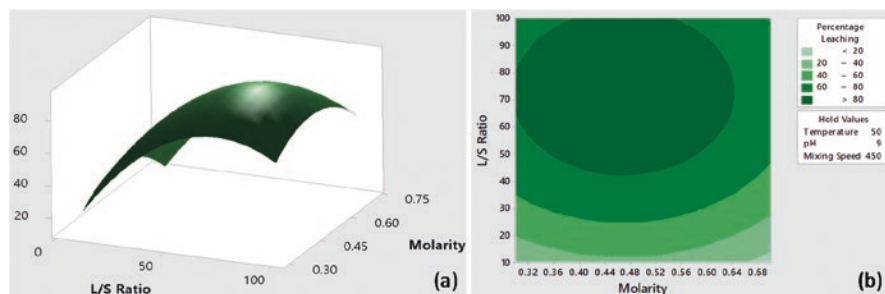 80
60
40
20
0
50
100
L/S Ratio
0.30
0.45
0.60
0.75
Molarity
(a)
100
90
80
70
60
50
40
30
20
10
L/S Ratio
0.32 0.36 0.40 0.44 0.48 0.52 0.56 0.60 0.64 0.68
Molarity
(b)
Percentage
Leaching
< 20
20 – 40
40 – 60
60 – 80
> 80
Hold Values
Temperature 50
pH 9
Mixing Speed 450